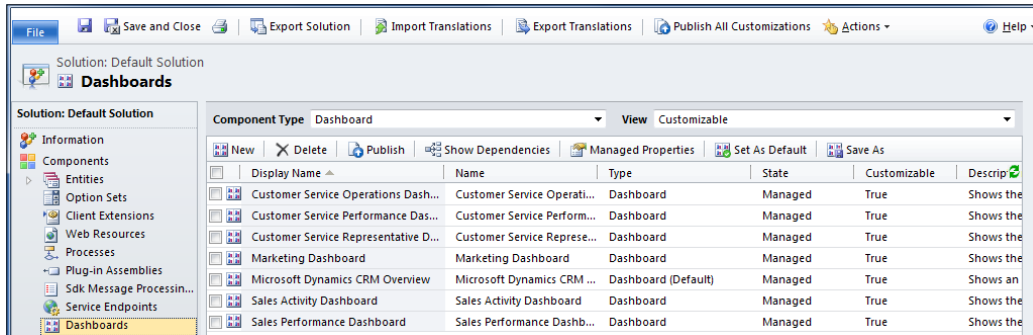 File Save and Close Export Solution Import Translations Export Translations Publish All Customizations Actions Help
Solution: Default Solution
Dashboards
Solution: Default Solution
Information
Components
Entities
Option Sets
Client Extensions
Web Resources
Processes
Plug-in Assemblies
Sdk Message Processin...
Service Endpoints
Dashboards
Component Type Dashboard View Customizable
New Delete Publish Show Dependencies Managed Properties Set As Default Save As
Display Name Name Type State Customizable Descrip
Customer Service Operations Dash... Customer Service Operati... Dashboard Managed True Shows the
Customer Service Performance Das... Customer Service Perform... Dashboard Managed True Shows the
Customer Service Representative D... Customer Service Represe... Dashboard Managed True Shows the
Marketing Dashboard Marketing Dashboard Dashboard Managed True Shows the
Microsoft Dynamics CRM Overview Microsoft Dynamics CRM ... Dashboard (Default) Managed True Shows an
Sales Activity Dashboard Sales Activity Dashboard Dashboard Managed True Shows the
Sales Performance Dashboard Sales Performance Dashb... Dashboard Managed True Shows the